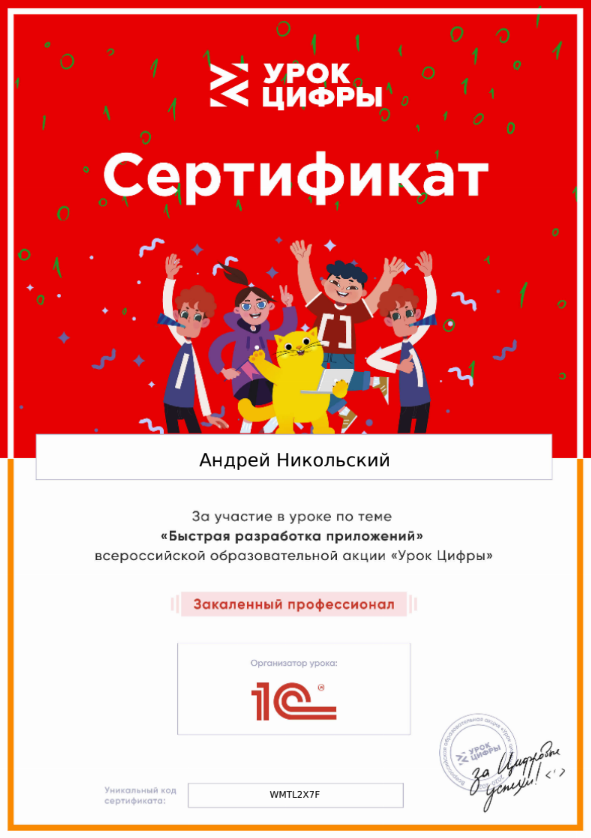 УРОК
ЦИФРЫ
Сертификат
Андрей Никольский
За участие в уроке по теме
«Быстрая разработка приложений»
всероссийской образовательной акции «Урок Цифры»
Закаленный профессионал
Организатор урока:
1С®
УРОК
ЦИФРЫ
за Цифровые
успехи! <'>
Уникальный код
сертификата:
WMTL2X7F